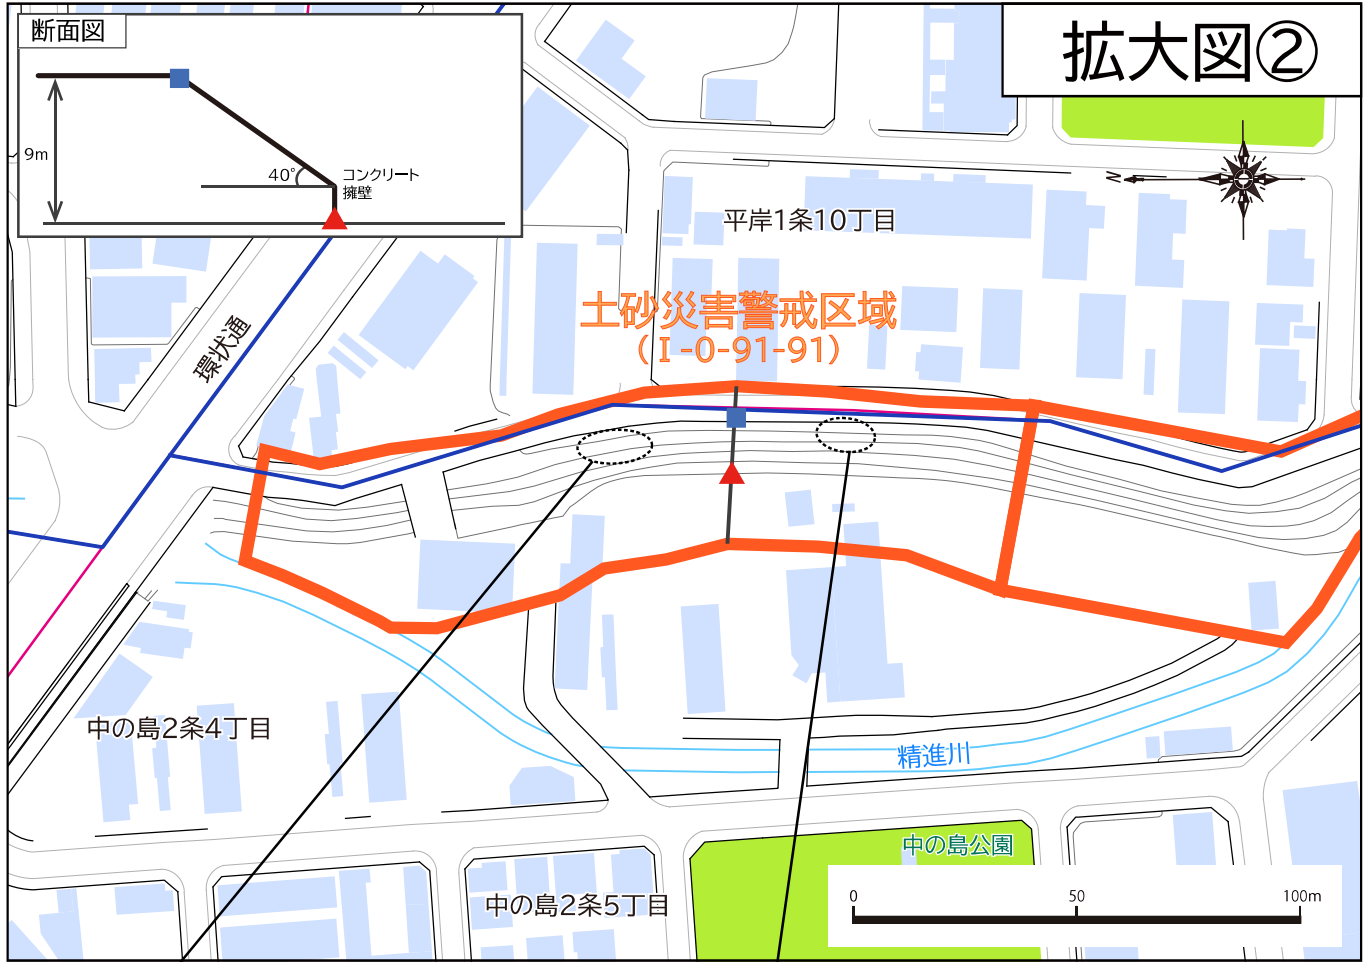 断面図
拡大図②
9m
40°
コンクリート
擁壁
N
平岸1条10丁目
環状通
土砂災害警戒区域
(Ⅰ-0-91-91)
中の島2条4丁目
精進川
中の島公園
中の島2条5丁目
0 50 100m